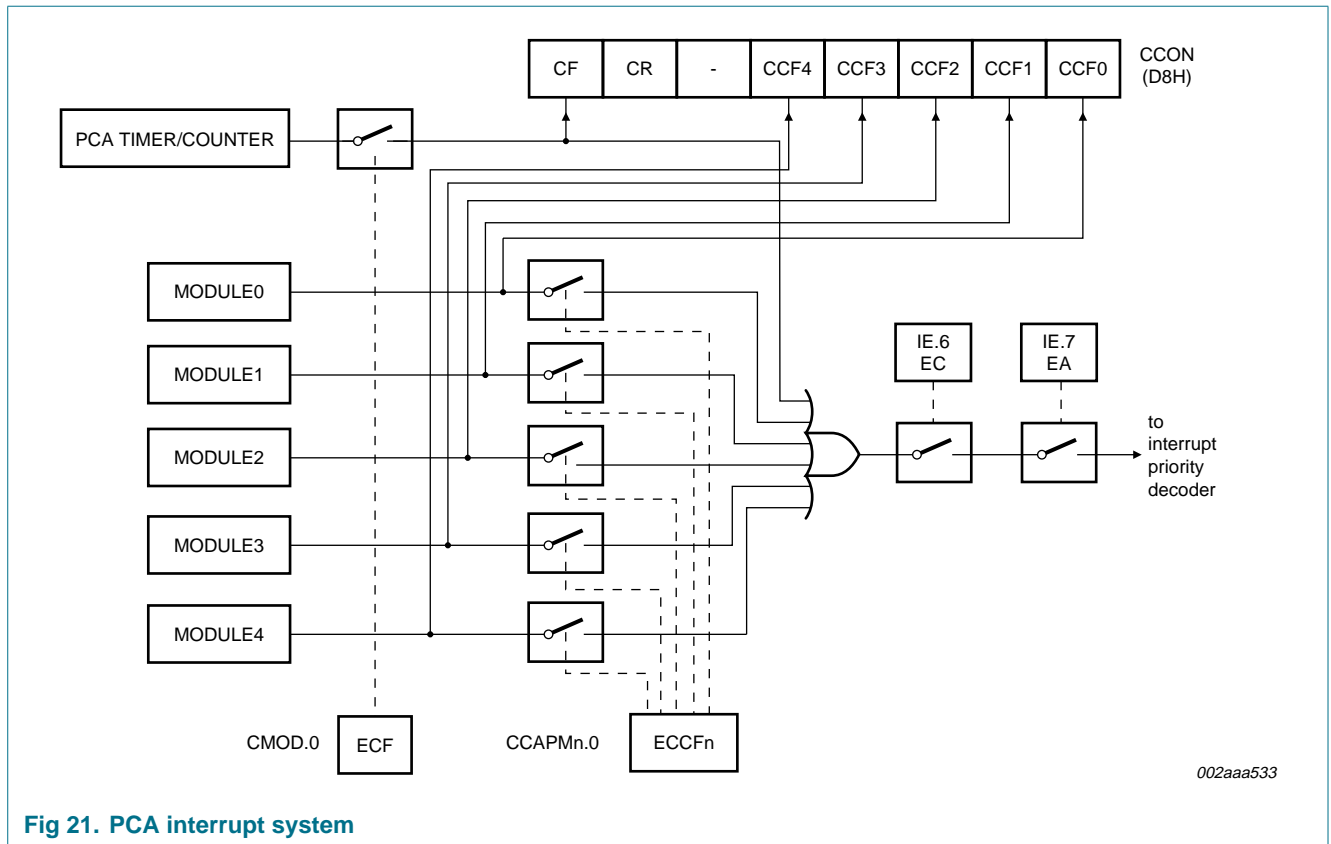 CF CR - CCF4 CCF3 CCF2 CCF1 CCF0
CCON
(D8H)
PCA TIMER/COUNTER
MODULE0
MODULE1
MODULE2
MODULE3
MODULE4
IE.6
EC
IE.7
EA
to
interrupt
priority
decoder
CMOD.0
ECF
CCAPMn.0
ECCFn
002aaa533
Fig 21. PCA interrupt system